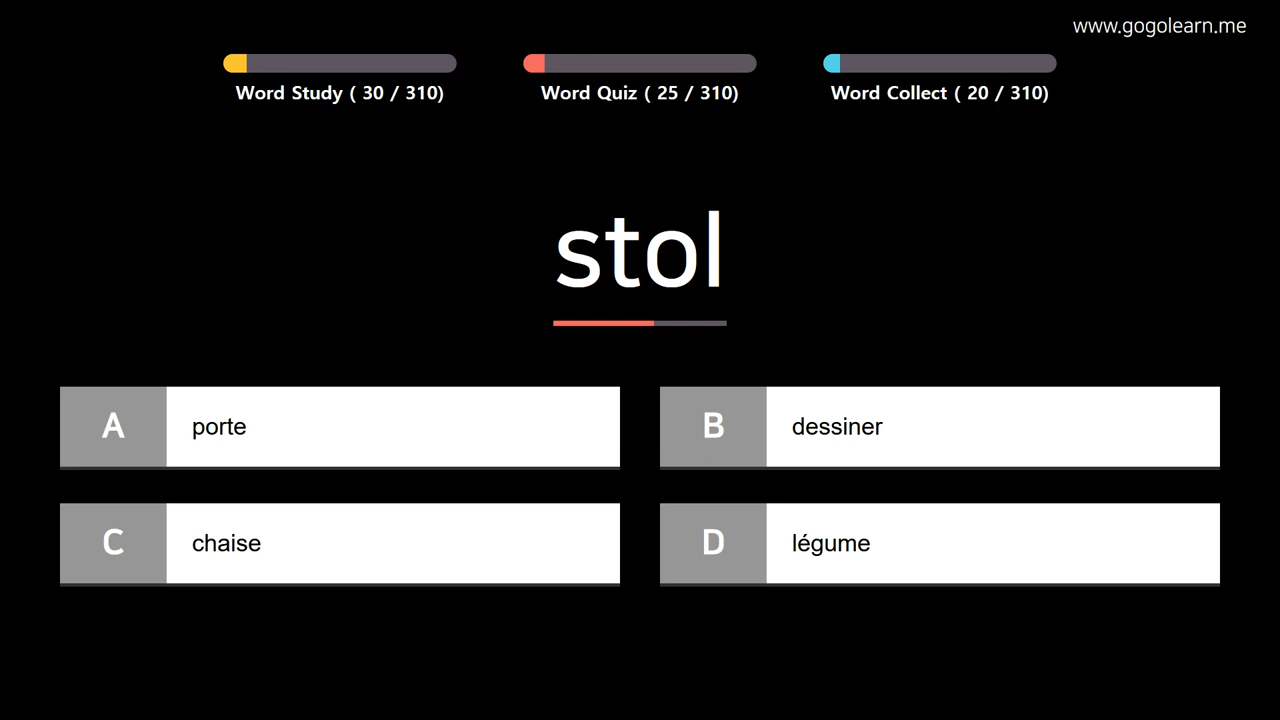 www.gogolearn.me
Word Study ( 30 / 310)
Word Quiz ( 25 / 310)
Word Collect ( 20 / 310)
stol
A porte
B dessiner
C chaise
D légume